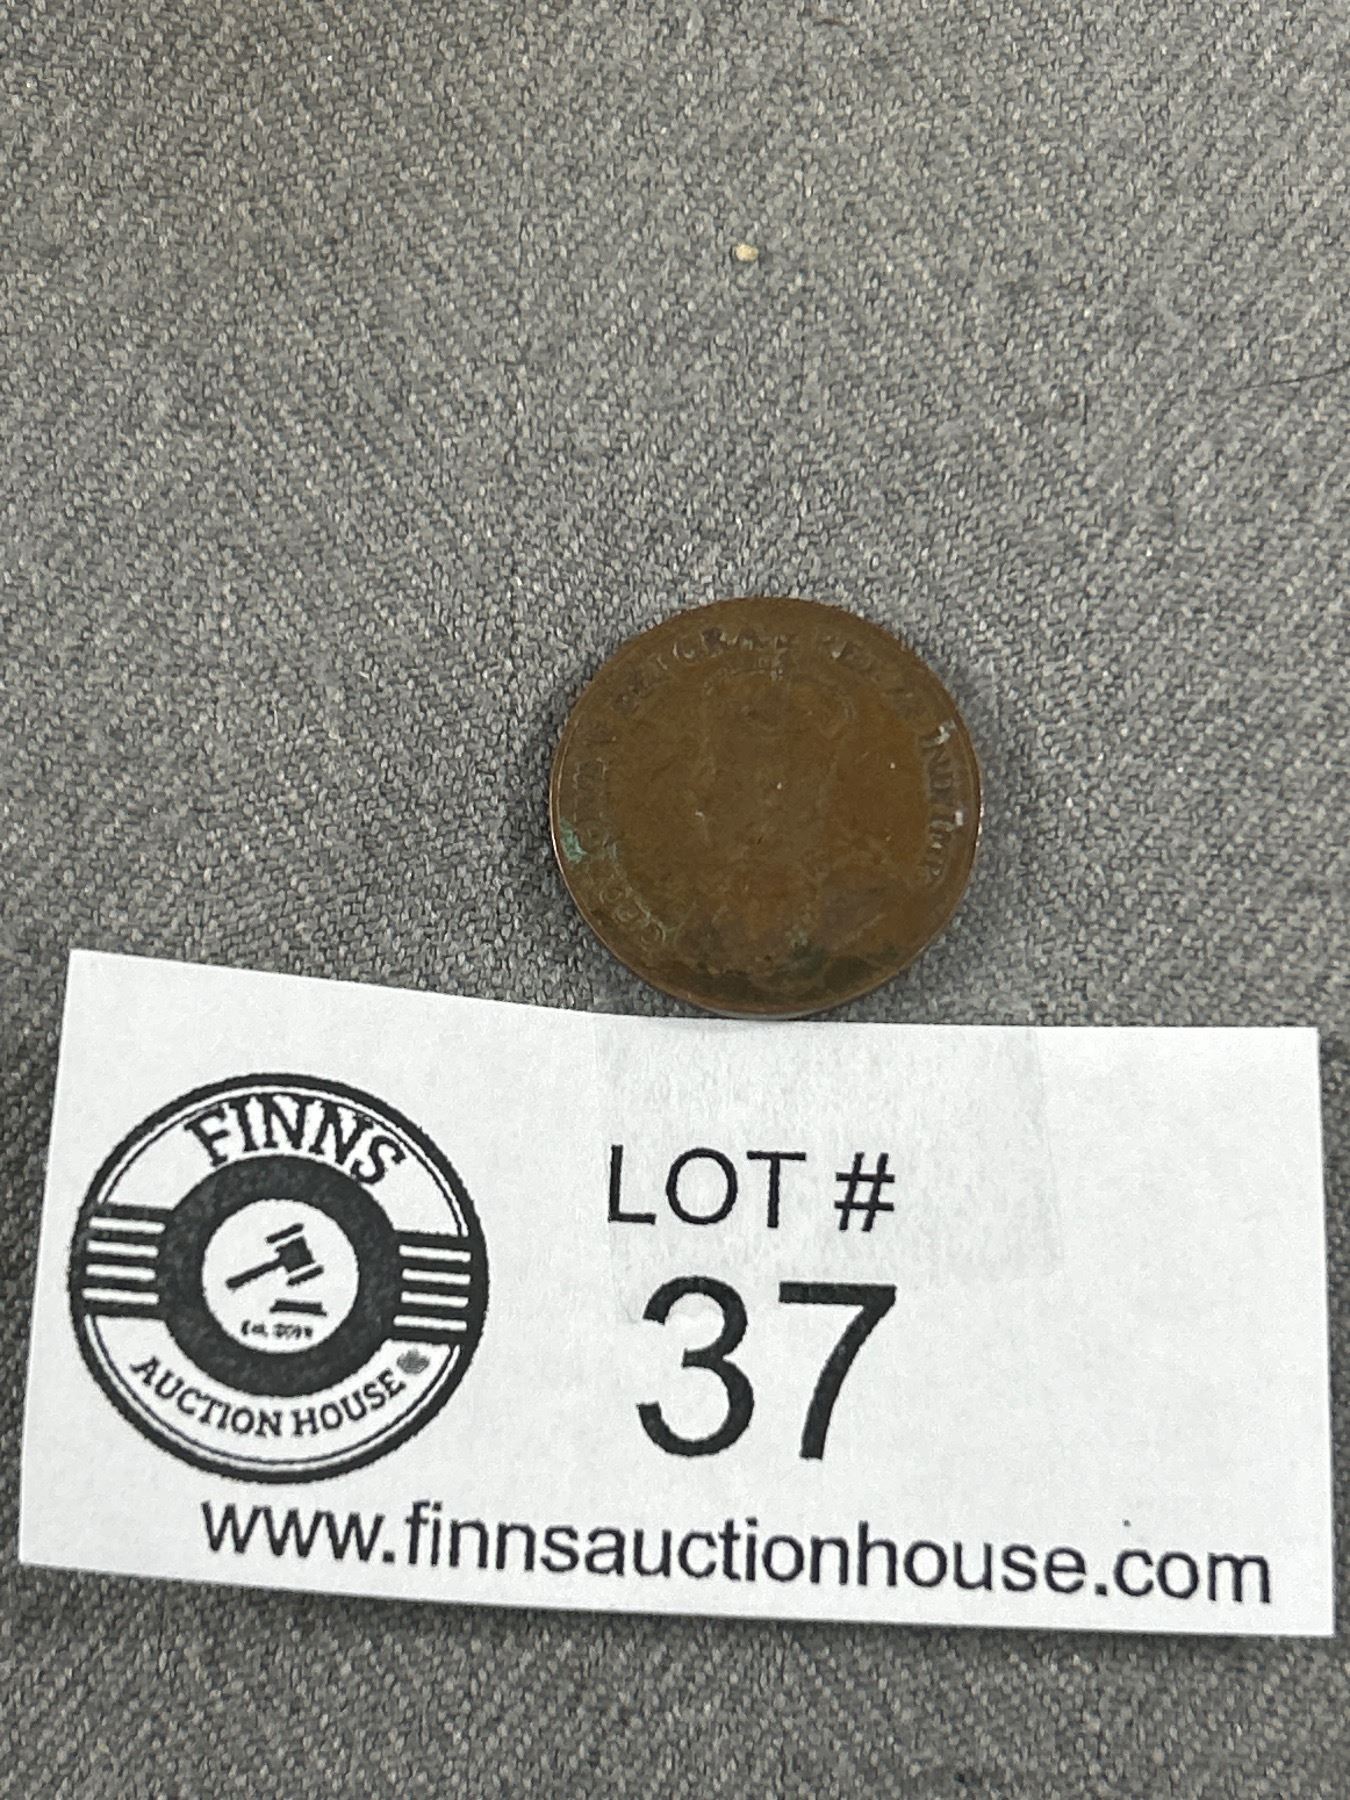 FINNS
Est. 2019
AUCTION HOUSE
LOT #
37
www.finnsauctionhouse.com